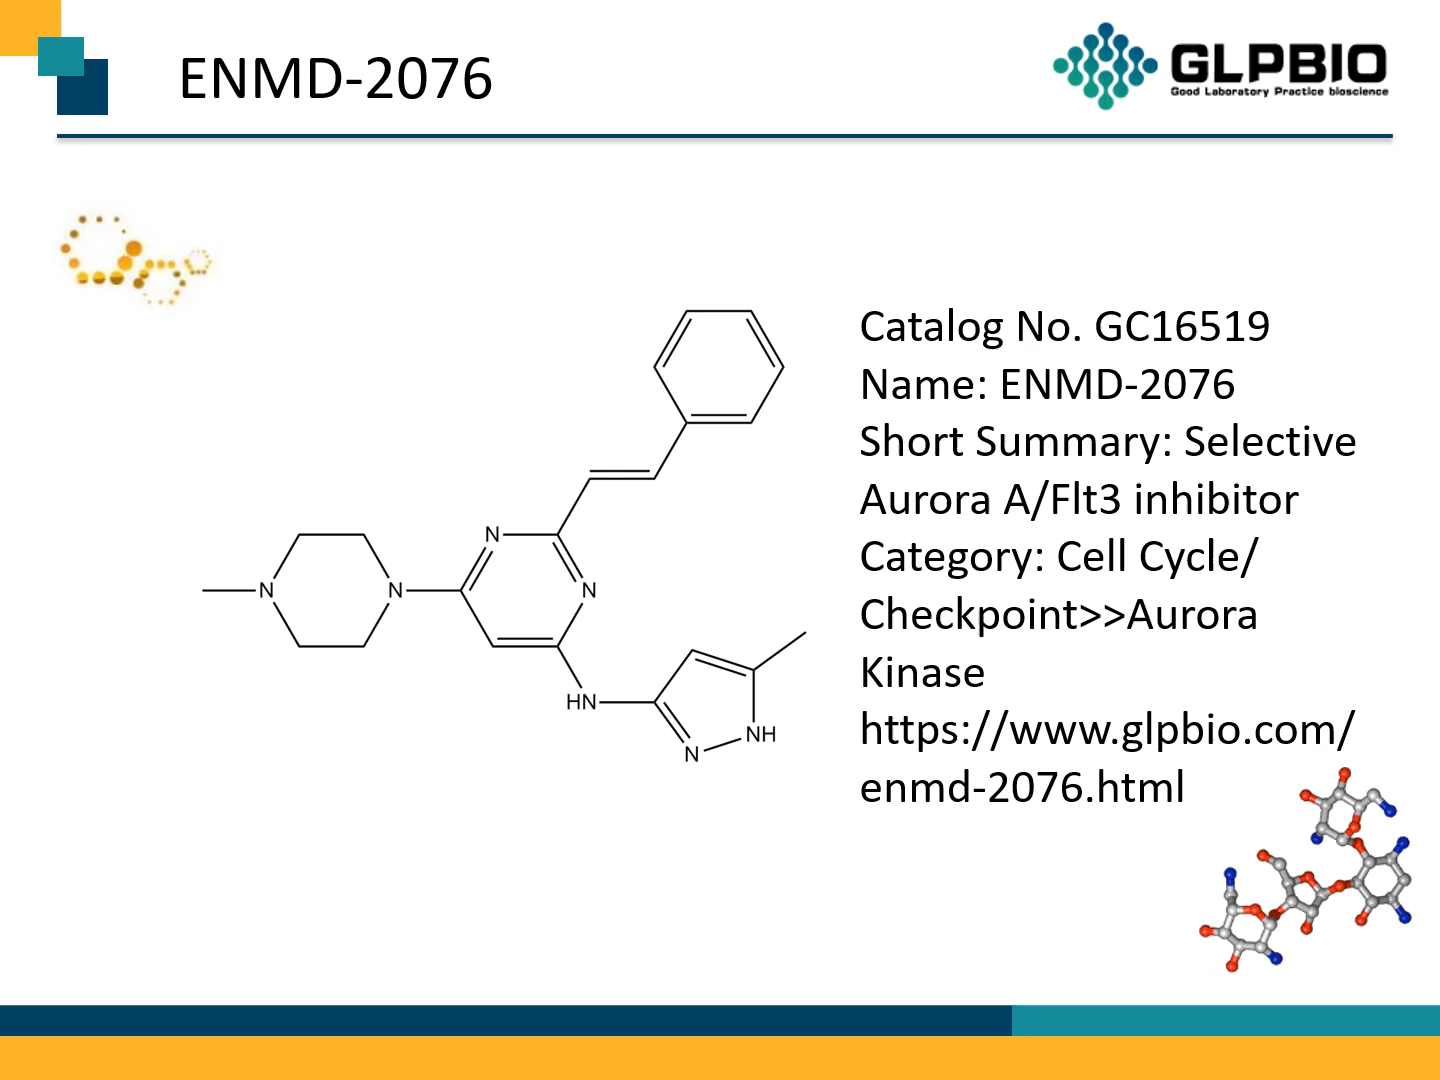 ENMD-2076
GLPBIO
Good Laboratory Practice bioscience
Catalog No. GC16519
Name: ENMD-2076
Short Summary: Selective
Aurora A/Flt3 inhibitor
Category: Cell Cycle/
Checkpoint>>Aurora
Kinase
https://www.glpbio.com/
enmd-2076.html
N
N
N
N
HN
N
NH